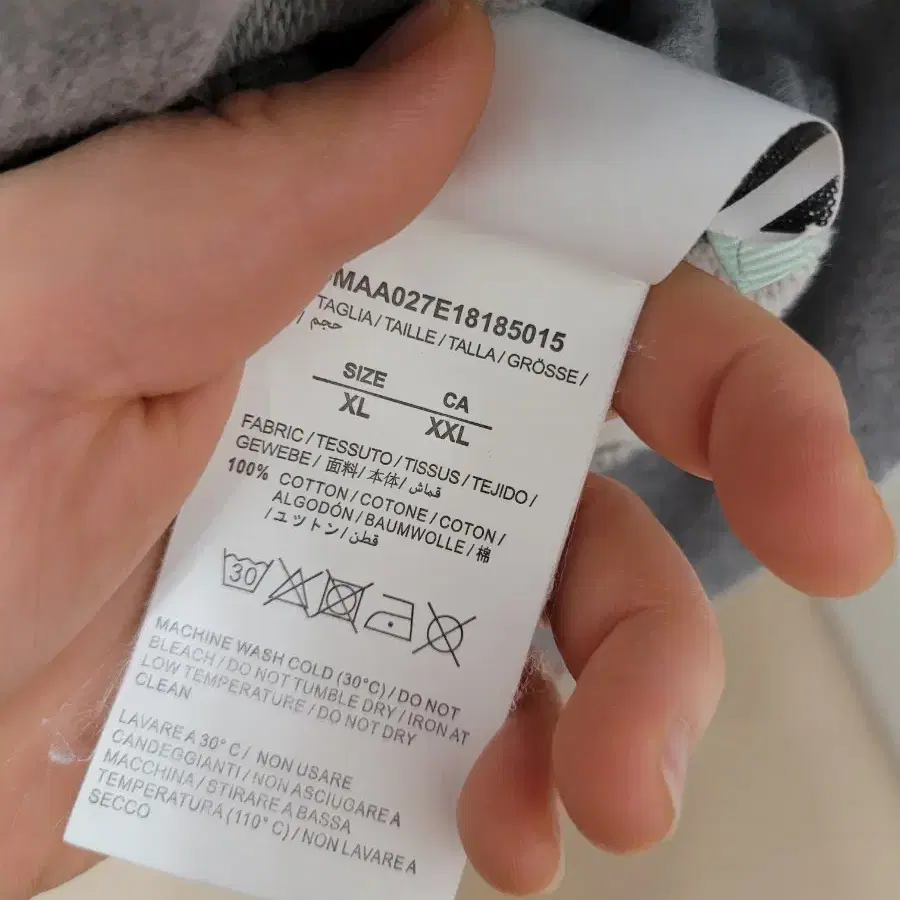 OMAA027E18185015
TAGLIA / TAILLE / TALLA / GRÖSSE /
/ حجم
SIZE CA
XL XXL
FABRIC / TESSUTO / TISSUS / TEJIDO /
GEWEBE / 面料 / 本体 / قماش
100% COTTON / COTONE / COTON /
ALGODÓN / BAUMWOLLE / 棉
/ユットン / قطن
30
MACHINE WASH COLD (30°C) / DO NOT
BLEACH / DO NOT TUMBLE DRY / IRON AT
LOW TEMPERATURE / DO NOT DRY
CLEAN
LAVARE A 30° C / NON USARE
CANDEGGIANTI / NON ASCIUGARE A
MACCHINA / STIRARE A BASSA
TEMPERATURA (110° C) / NON LAVARE A
SECCO